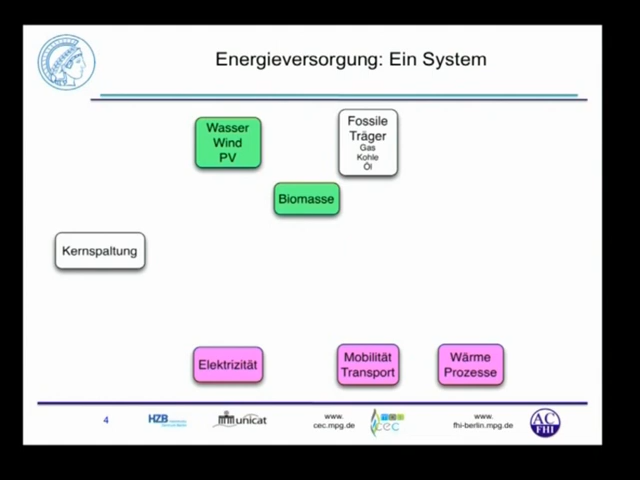 Energieversorgung: Ein System
Wasser
Wind
PV
Fossile
Träger
Gas
Kohle
Öl
Biomasse
Kernspaltung
Elektrizität
Mobilität
Transport
Wärme
Prozesse
4
HZB
unicat
www.
cec.mpg.de
cec
www.
fhi-berlin.mpg.de
AC
FHI